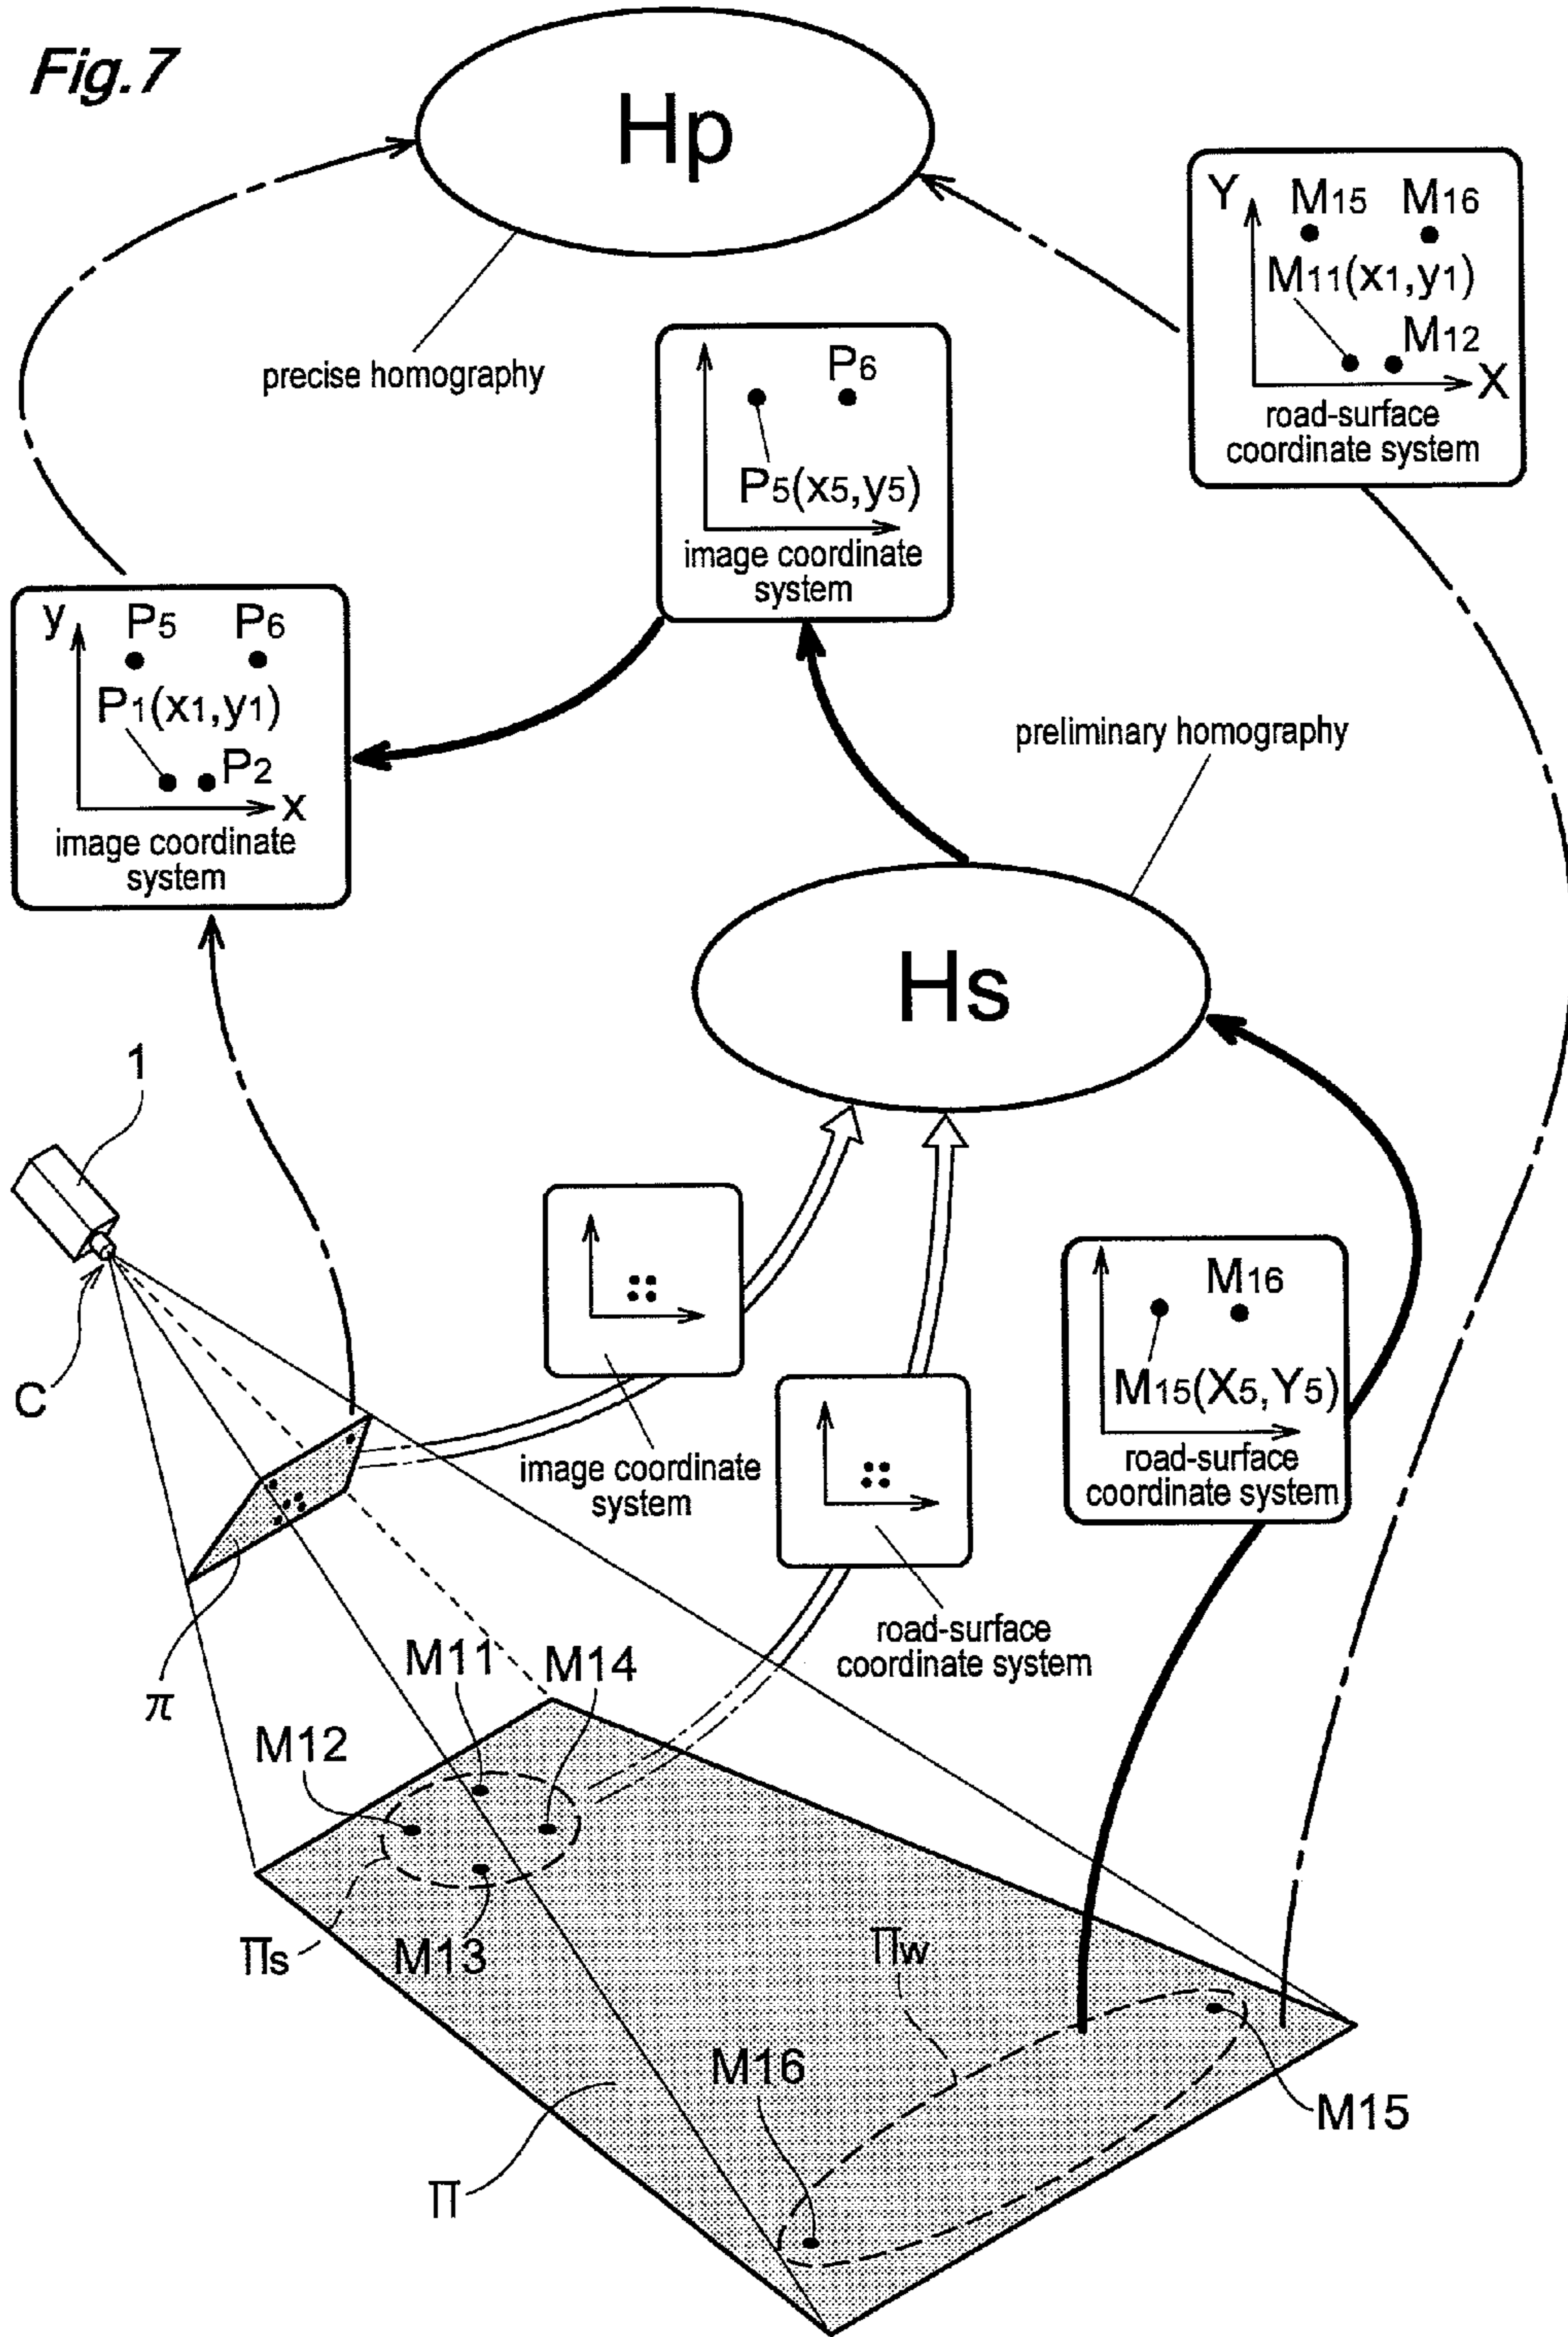 Fig.7
Hp
precise homography
Y
M15
M16
M11(x1,y1)
M12
X
road-surface
coordinate system
P6
P5(x5,y5)
image coordinate
system
y
P5
P6
P1(x1,y1)
P2
x
image coordinate
system
preliminary homography
Hs
1
C
M16
M15(X5,Y5)
road-surface
coordinate system
image coordinate
system
road-surface
coordinate system
π
M11
M14
M12
Πs
M13
Πw
M16
M15
Π